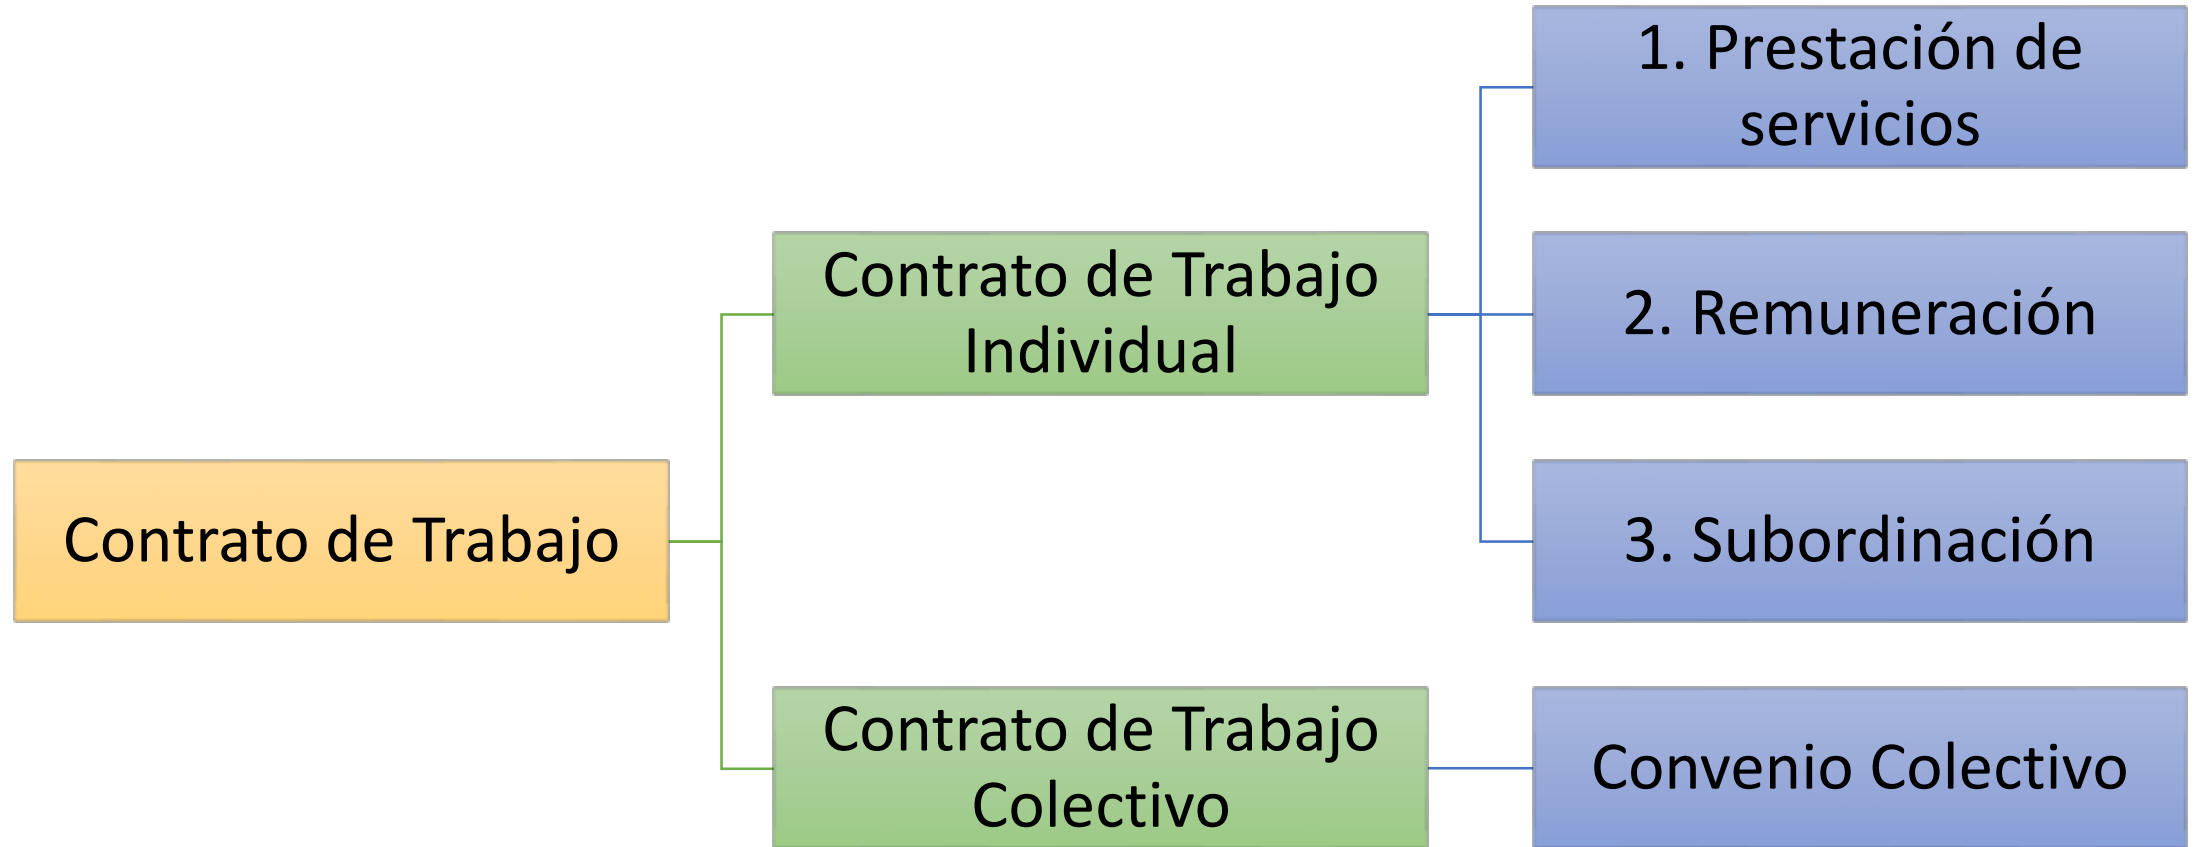 1. Prestación de
servicios
Contrato de Trabajo
Individual
2. Remuneración
Contrato de Trabajo
3. Subordinación
Contrato de Trabajo
Colectivo
Convenio Colectivo